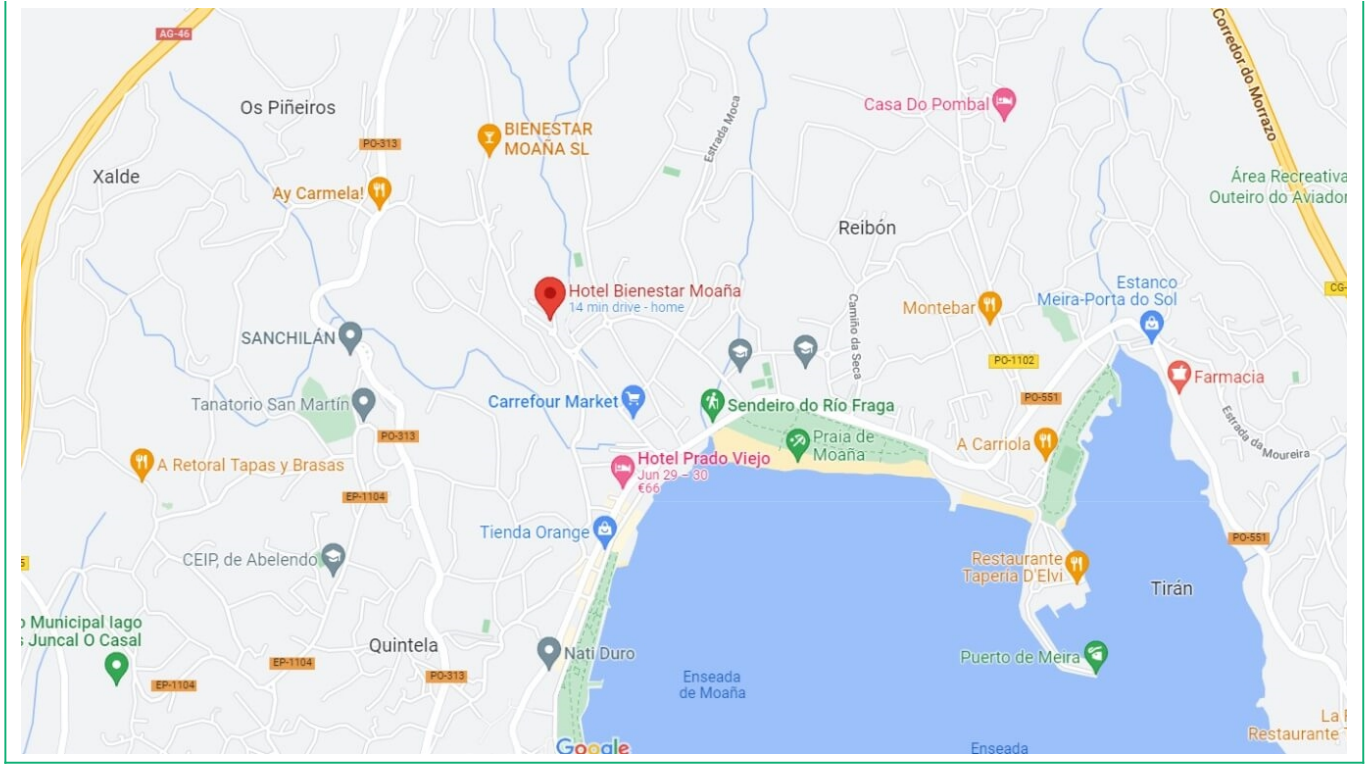 AG-46
Corredor do Morrazo
Os Piñeiros
Casa Do Pombal
Estrada Moca
BIENESTAR
MOAÑA SL
PO-313
Xalde
Área Recreativa
Outeiro do Aviador
Ay Carmela!
Reibón
Hotel Bienestar Moaña
14 min drive - home
Estanco
Meira-Porta do Sol
CG-
Montebar
Camiño da Seca
SANCHILÁN
PO-1102
Farmacia
Carrefour Market
Tanatorio San Martín
Sendeiro do Río Fraga
PO-551
Estrada da Moureira
PO-313
Praia de
Moaña
A Carriola
A Retoral Tapas y Brasas
Hotel Prado Viejo
Jun 29 – 30
€66
EP-1104
Tienda Orange
PO-551
CEIP, de Abelendo
5
Restaurante
Tapería D'Elvi
Tirán
o Municipal Iago
s Juncal O Casal
Quintela
Nati Duro
Puerto de Meira
EP-1104
PO-313
EP-1104
Enseada
de Moaña
La
Restaurante
Google
Enseada